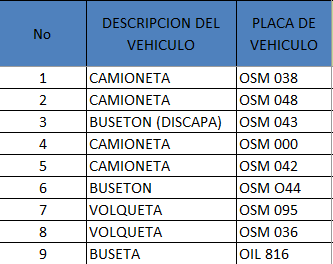 No DESCRIPCION DEL VEHICULO PLACA DE VEHICULO
1 CAMIONETA OSM 038
2 CAMIONETA OSM 048
3 BUSETON (DISCAPA) OSM 043
4 CAMIONETA OSM 000
5 CAMIONETA OSM 042
6 BUSETON OSM O44
7 VOLQUETA OSM 095
8 VOLQUETA OSM 036
9 BUSETA OIL 816